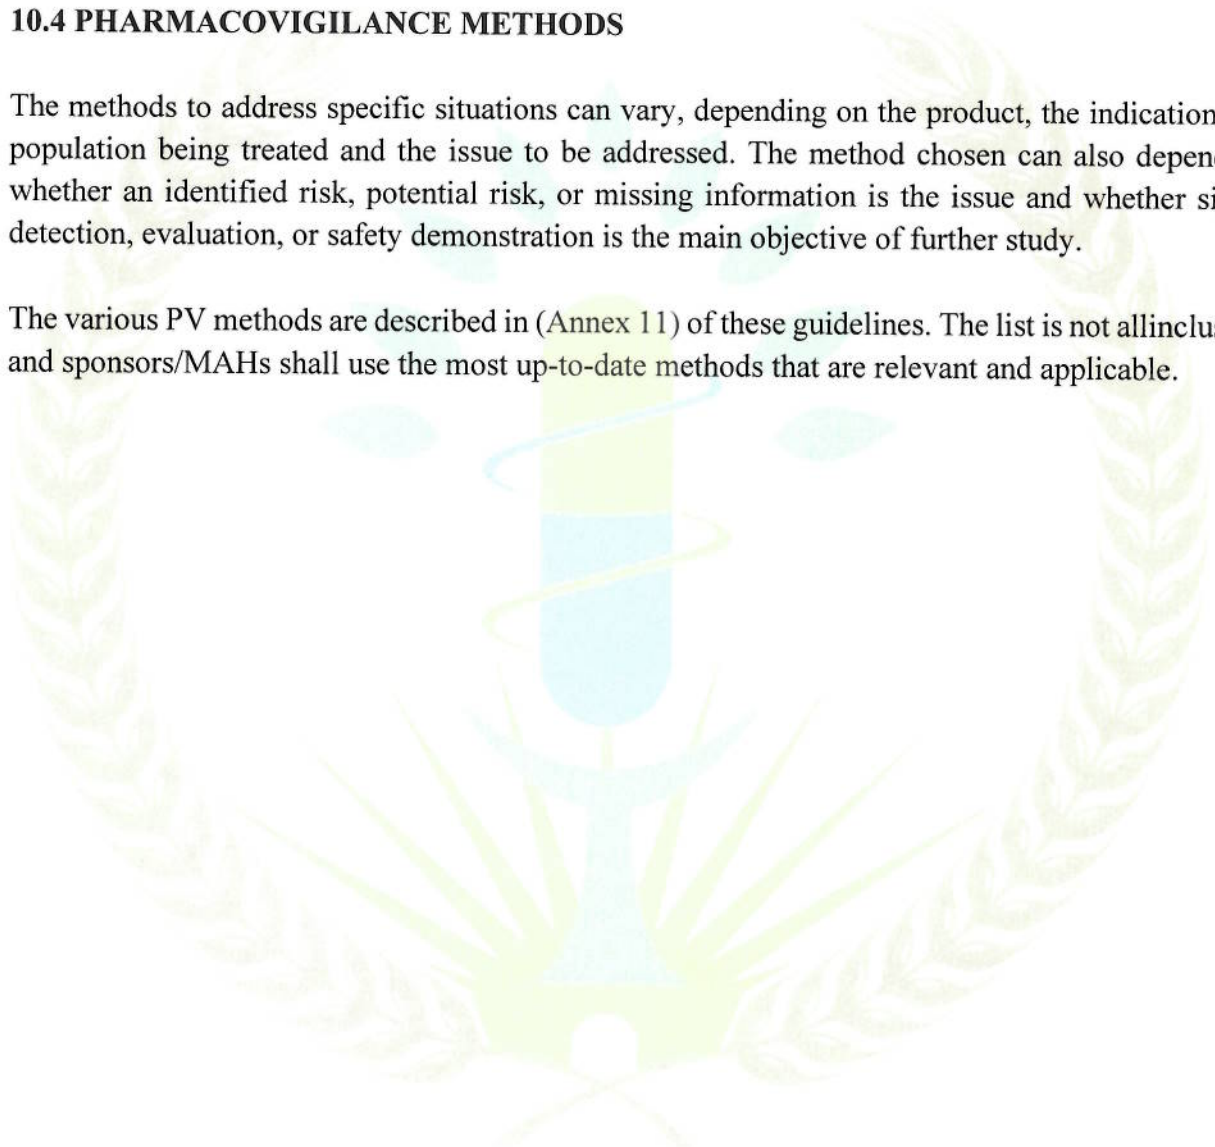 10.4 PHARMACOVIGILANCE METHODS
The methods to address specific situations can vary, depending on the product, the indication
population being treated and the issue to be addressed. The method chosen can also
whether an identified risk, potential risk, or missing information is the issue and whether
detection, evaluation, or safety demonstration is the main objective of further study.
The various PV methods are described in (Annex 11) of these guidelines. The list is not
and sponsors/MAHs shall use the most up-to-date methods that are relevant and applicable.